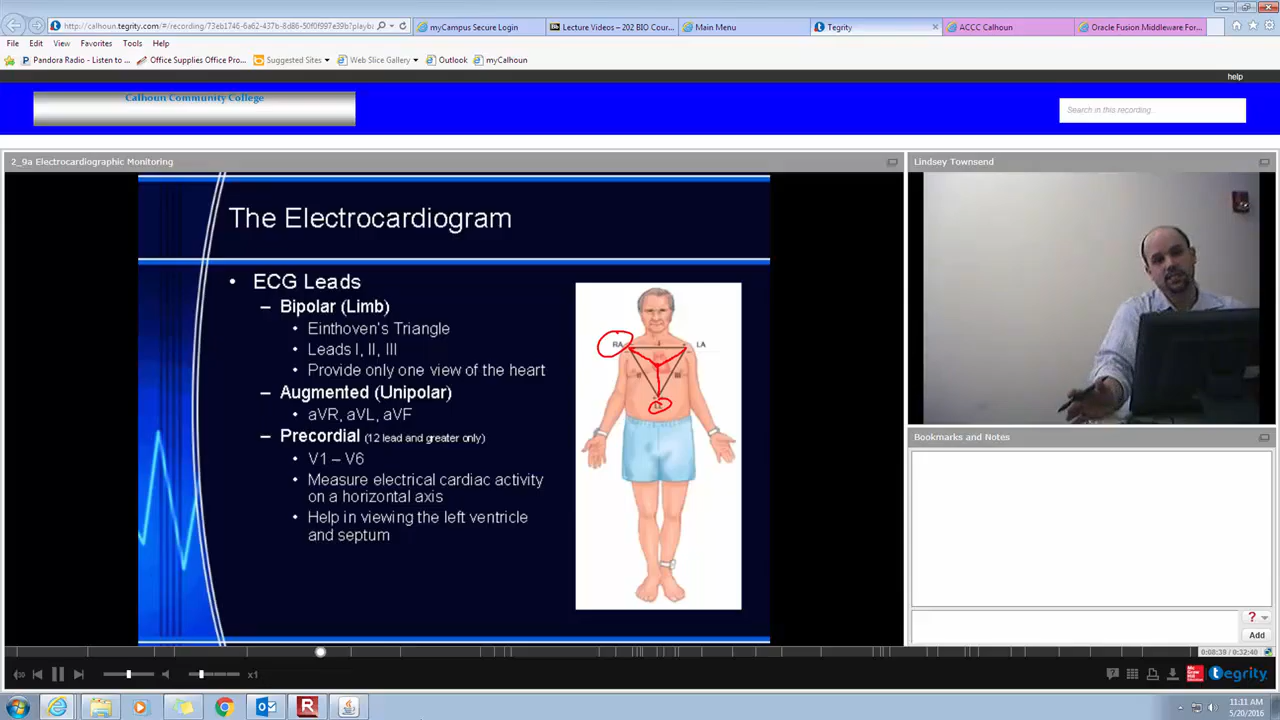 http://calhoun.tegrity.com/#/recording/73eb1746-6a62-437b-8d86-50f0f997e39b?playba
myCampus Secure Login
Lecture Videos – 202 BIO Cour...
Main Menu
Tegrity
ACCC Calhoun
Oracle Fusion Middleware For...
File Edit View Favorites Tools Help
Pandora Radio - Listen to ...
Office Supplies Office Pro...
Suggested Sites
Web Slice Gallery
Outlook
myCalhoun
help
Calhoun Community College
Search in this recording...
2_9a Electrocardiographic Monitoring
Lindsey Townsend
The Electrocardiogram
• ECG Leads
– Bipolar (Limb)
• Einthoven's Triangle
• Leads I, II, III
• Provide only one view of the heart
– Augmented (Unipolar)
• aVR, aVL, aVF
– Precordial (12 lead and greater only)
• V1 – V6
• Measure electrical cardiac activity
on a horizontal axis
• Help in viewing the left ventricle
and septum
RA
LA
Bookmarks and Notes
?
Add
0:08:39 / 0:32:40
x1
tegrity
11:11 AM
5/20/2016